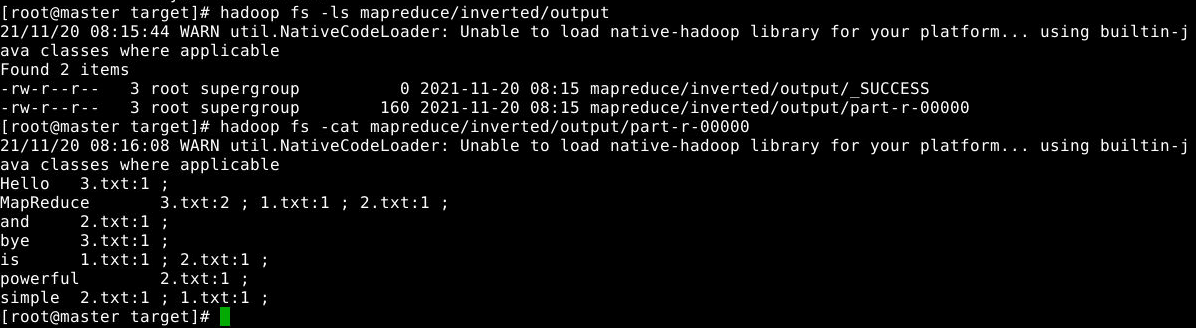 [root@master target]# hadoop fs -ls mapreduce/inverted/output
21/11/20 08:15:44 WARN util.NativeCodeLoader: Unable to load native-hadoop library for your platform... using builtin-j
ava classes where applicable
Found 2 items
-rw-r--r--   3 root supergroup          0 2021-11-20 08:15 mapreduce/inverted/output/_SUCCESS
-rw-r--r--   3 root supergroup        160 2021-11-20 08:15 mapreduce/inverted/output/part-r-00000
[root@master target]# hadoop fs -cat mapreduce/inverted/output/part-r-00000
21/11/20 08:16:08 WARN util.NativeCodeLoader: Unable to load native-hadoop library for your platform... using builtin-j
ava classes where applicable
Hello   3.txt:1 ;
MapReduce       3.txt:2 ; 1.txt:1 ; 2.txt:1 ;
and     2.txt:1 ;
bye     3.txt:1 ;
is      1.txt:1 ; 2.txt:1 ;
powerful        2.txt:1 ;
simple  2.txt:1 ; 1.txt:1 ;
[root@master target]#